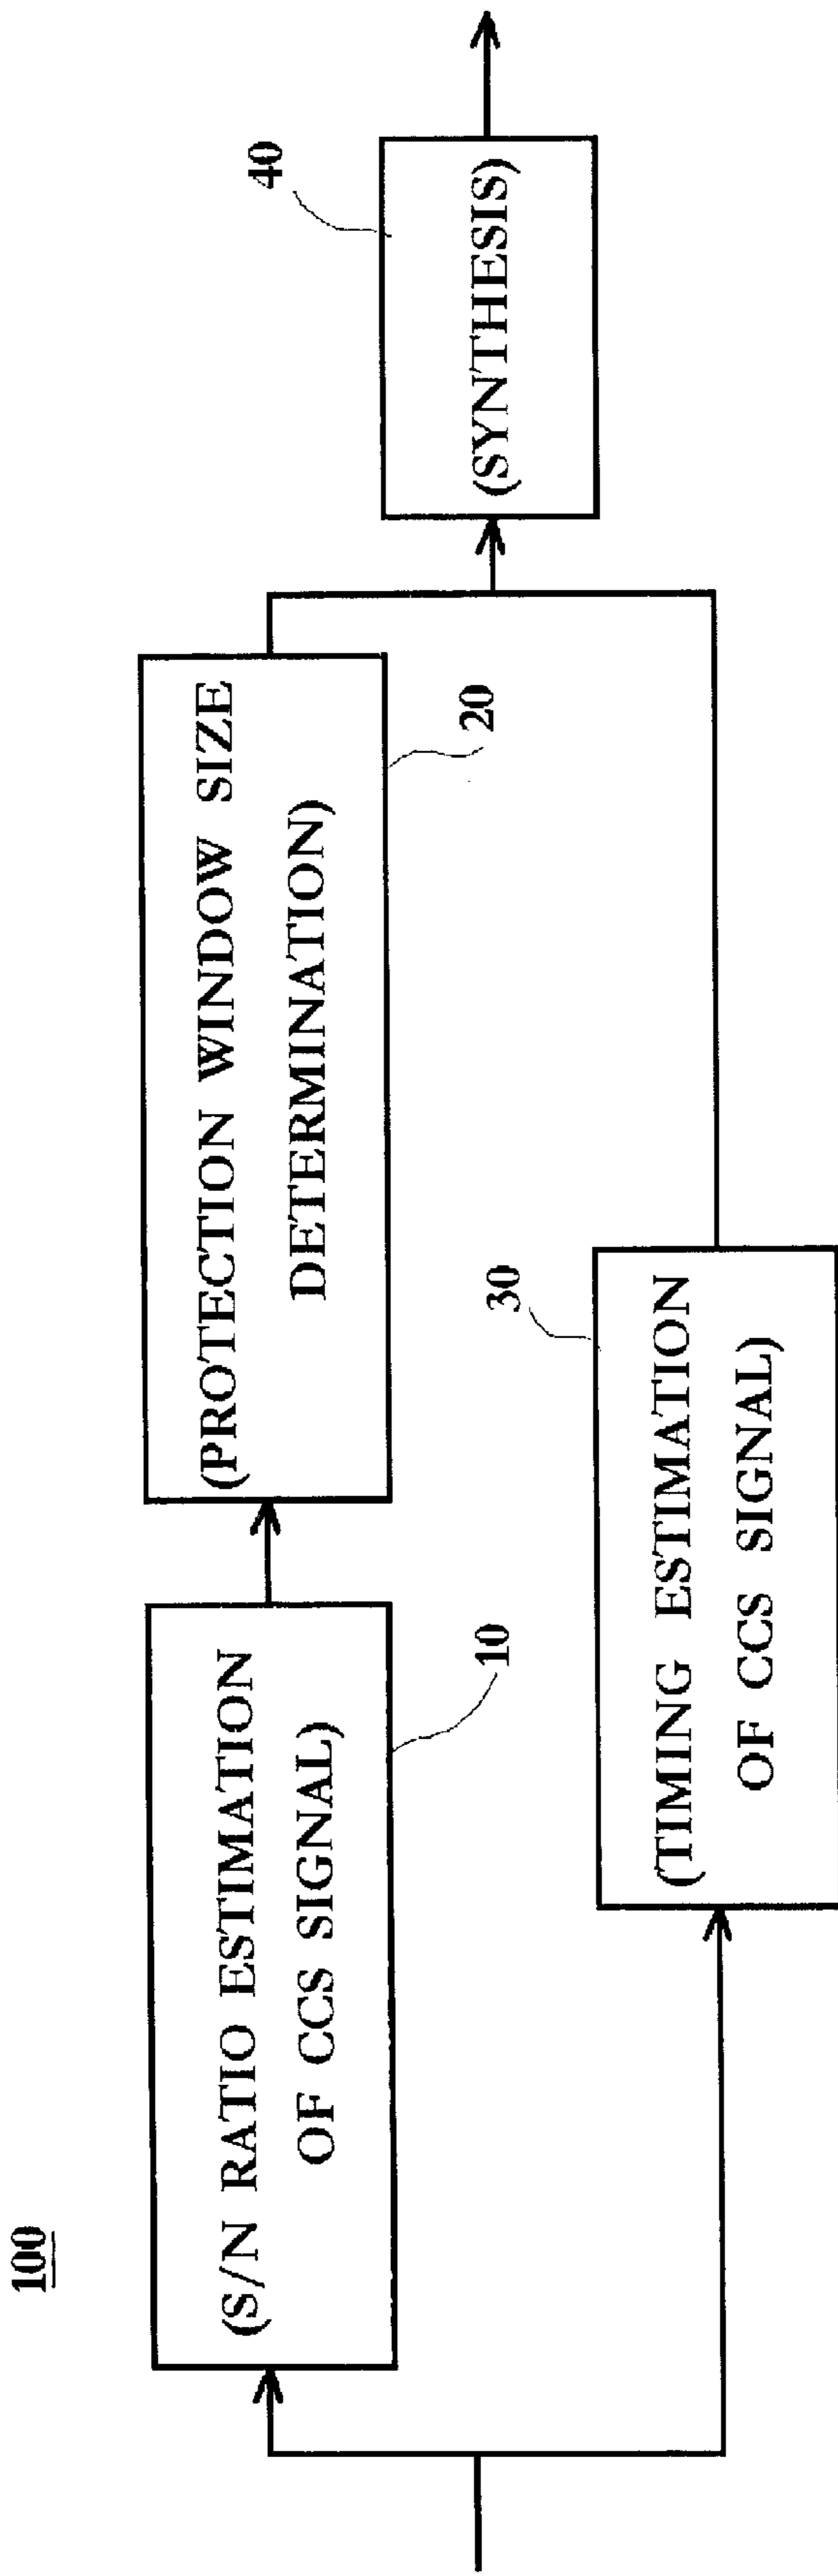 100
(S/N RATIO ESTIMATION
OF CCS SIGNAL)
10
(PROTECTION WINDOW SIZE
DETERMINATION)
20
(TIMING ESTIMATION
OF CCS SIGNAL)
30
(SYNTHESIS)
40